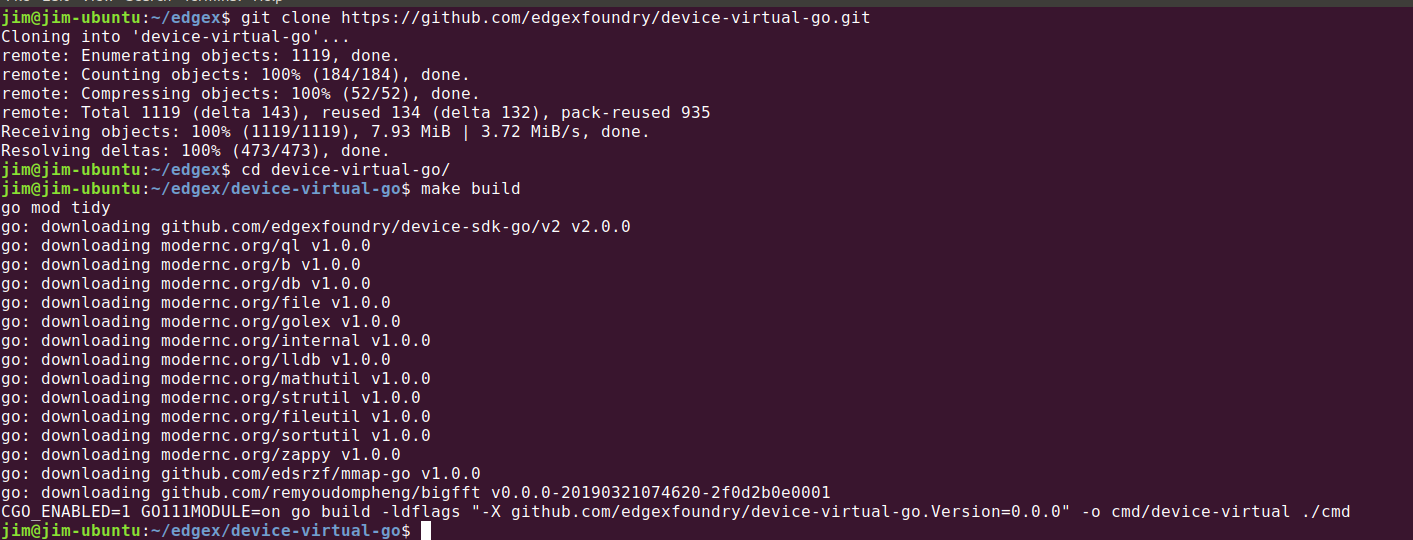 jim@jim-ubuntu:~/edgex$ git clone https://github.com/edgexfoundry/device-virtual-go.git
Cloning into 'device-virtual-go'...
remote: Enumerating objects: 1119, done.
remote: Counting objects: 100% (184/184), done.
remote: Compressing objects: 100% (52/52), done.
remote: Total 1119 (delta 143), reused 134 (delta 132), pack-reused 935
Receiving objects: 100% (1119/1119), 7.93 MiB | 3.72 MiB/s, done.
Resolving deltas: 100% (473/473), done.
jim@jim-ubuntu:~/edgex$ cd device-virtual-go/
jim@jim-ubuntu:~/edgex/device-virtual-go$ make build
go mod tidy
go: downloading github.com/edgexfoundry/device-sdk-go/v2 v2.0.0
go: downloading modernc.org/ql v1.0.0
go: downloading modernc.org/b v1.0.0
go: downloading modernc.org/db v1.0.0
go: downloading modernc.org/file v1.0.0
go: downloading modernc.org/golex v1.0.0
go: downloading modernc.org/internal v1.0.0
go: downloading modernc.org/lldb v1.0.0
go: downloading modernc.org/mathutil v1.0.0
go: downloading modernc.org/strutil v1.0.0
go: downloading modernc.org/fileutil v1.0.0
go: downloading modernc.org/sortutil v1.0.0
go: downloading modernc.org/zappy v1.0.0
go: downloading github.com/edsrzf/mmap-go v1.0.0
go: downloading github.com/remyoudompheng/bigfft v0.0.0-20190321074620-2f0d2b0e0001
CGO_ENABLED=1 GO111MODULE=on go build -ldflags "-X github.com/edgexfoundry/device-virtual-go.Version=0.0.0" -o cmd/device-virtual ./cmd
jim@jim-ubuntu:~/edgex/device-virtual-go$